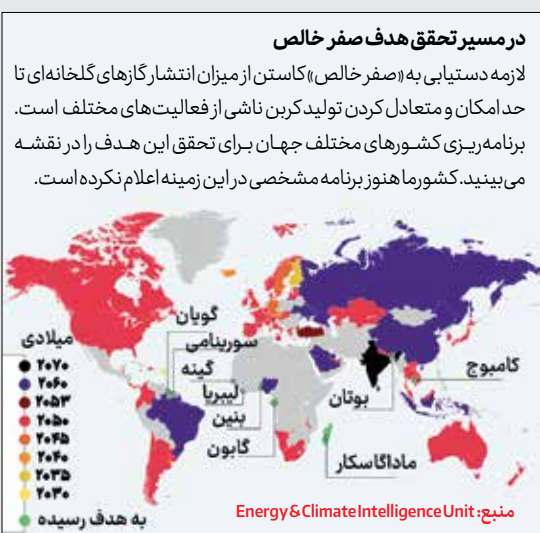 در مسیر تحقق هدف صفر خالص
لازمه دستیابی به «صفر خالص» کاستن از میزان انتشار گازهای گلخانه‌ای تا
حد امکان و متعادل کردن تولید کربن ناشی از فعالیت‌های مختلف است.
برنامه‌ریزی کشورهای مختلف جهان برای تحقق این هدف را در نقشه
می‌بینید. کشور ما هنوز برنامه مشخصی در این زمینه اعلام نکرده است.
گویان
سورینامی
گینه
لیبریا
بنین
گابون
بوتان
کامبوج
ماداگاسکار
میلادی
۲۰۷۰
۲۰۶۰
۲۰۵۳
۲۰۵۰
۲۰۴۵
۲۰۴۰
۲۰۳۵
۲۰۳۰
به هدف رسیده
منبع: Energy & Climate Intelligence Unit